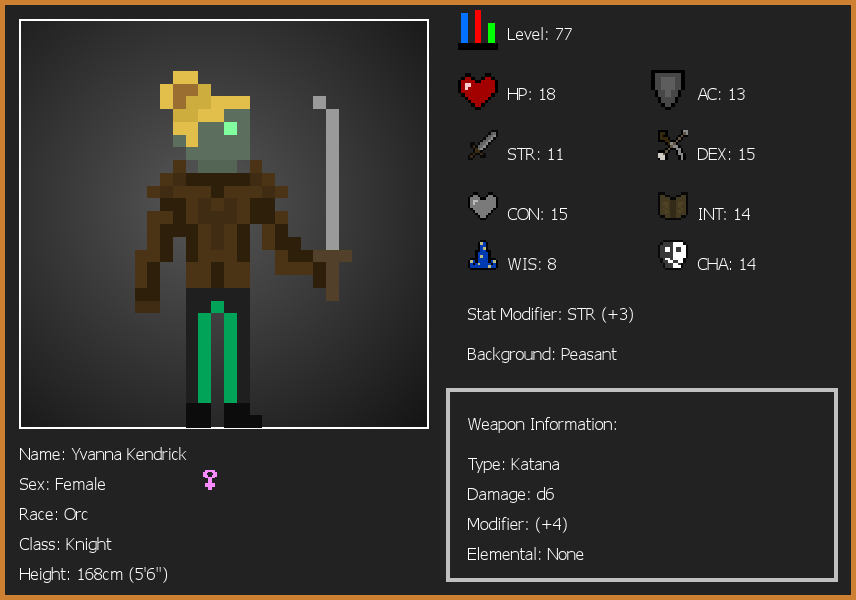 Level: 77
HP: 18
AC: 13
STR: 11
DEX: 15
CON: 15
INT: 14
WIS: 8
CHA: 14
Stat Modifier: STR (+3)
Background: Peasant
Weapon Information:
Type: Katana
Damage: d6
Modifier: (+4)
Elemental: None
Name: Yvanna Kendrick
Sex: Female
Race: Orc
Class: Knight
Height: 168cm (5'6")